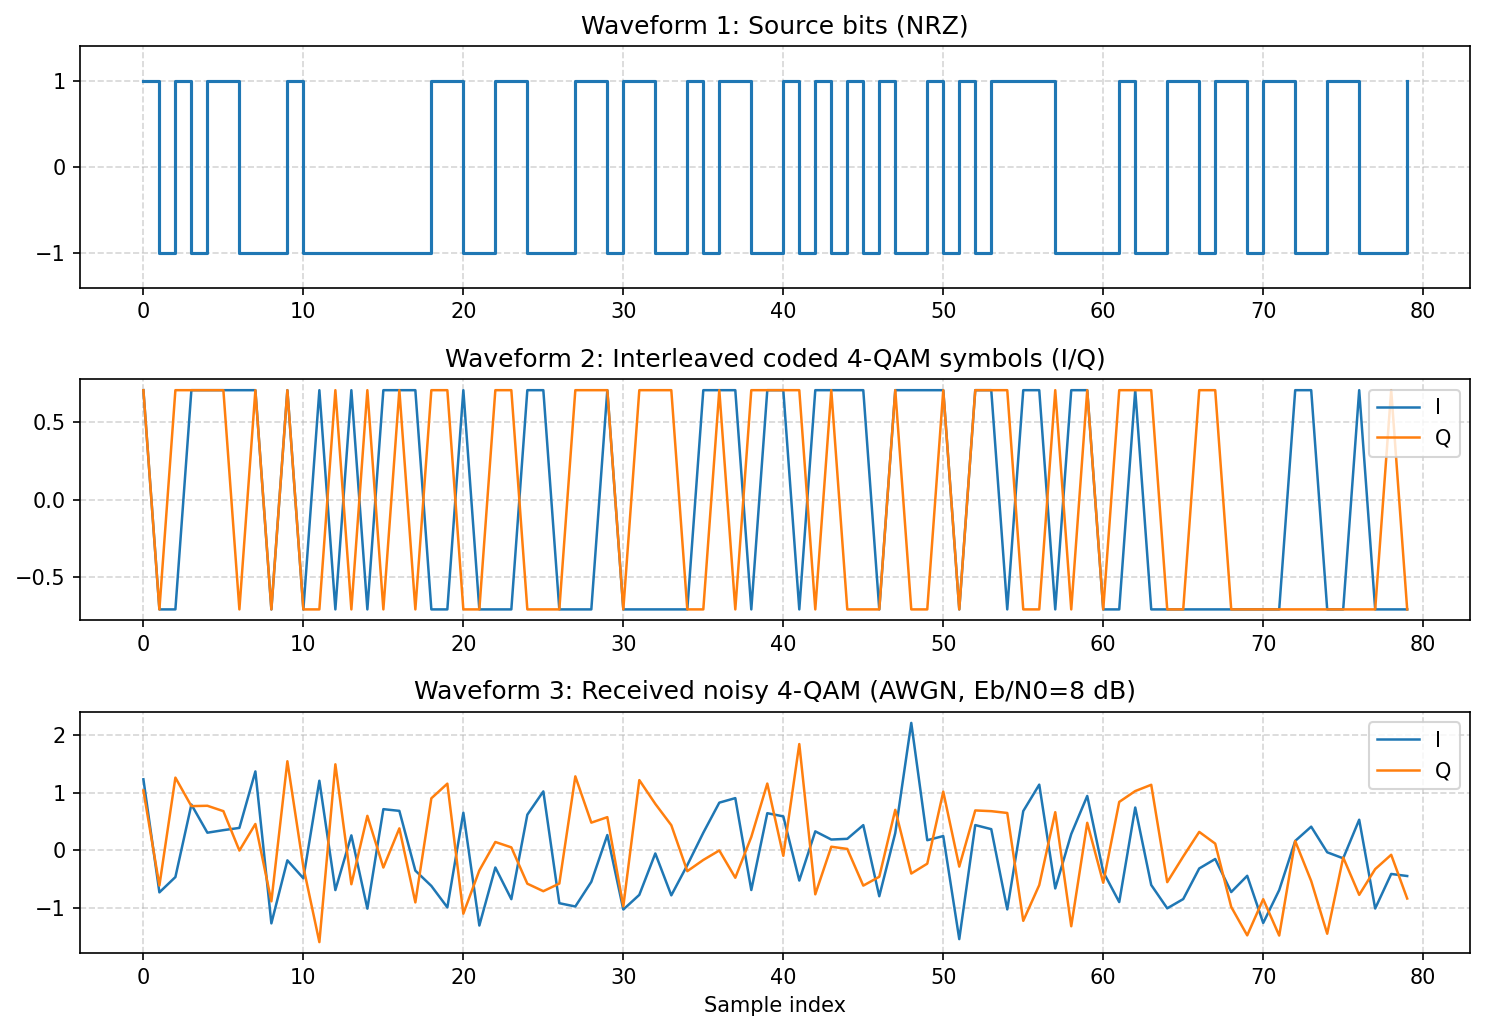 Waveform 1: Source bits (NRZ)
1
0
−1
0 10 20 30 40 50 60 70 80
Waveform 2: Interleaved coded 4-QAM symbols (I/Q)
I
Q
0.5
0.0
−0.5
0 10 20 30 40 50 60 70 80
Waveform 3: Received noisy 4-QAM (AWGN, Eb/N0=8 dB)
I
Q
2
1
0
−1
0 10 20 30 40 50 60 70 80
Sample index